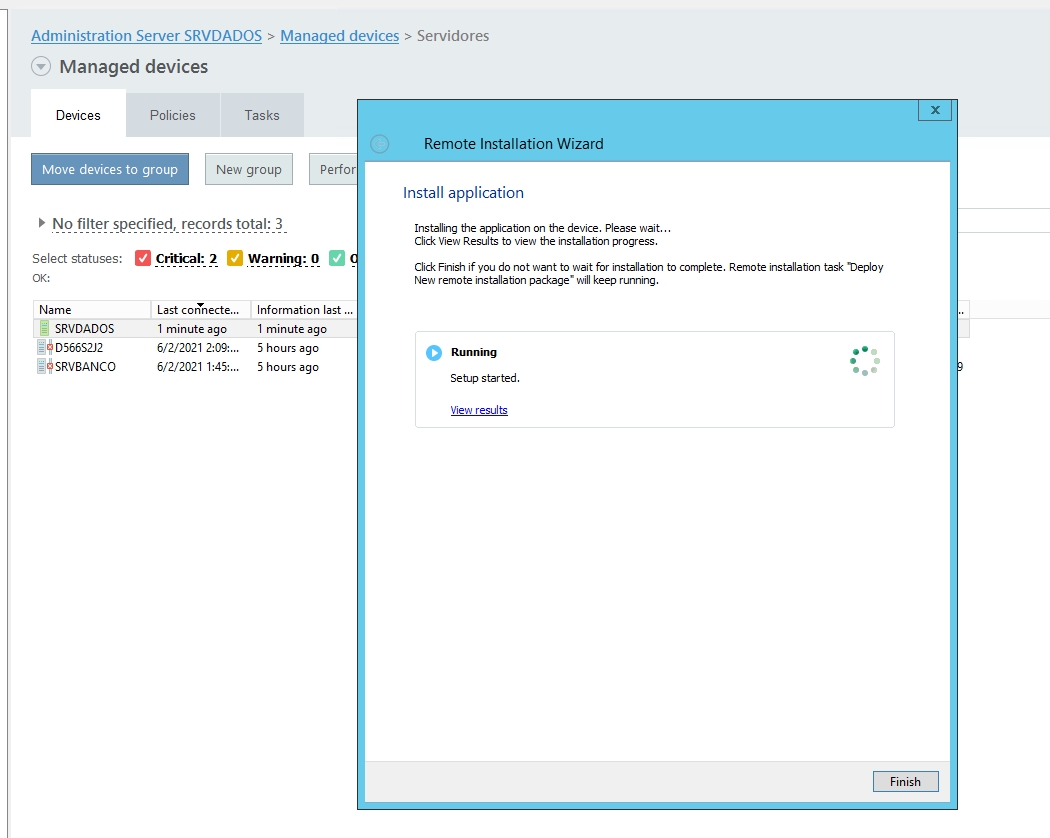 Administration Server SRVDADOS > Managed devices > Servidores
Managed devices
Devices Policies Tasks
Move devices to group New group Perfor
No filter specified, records total: 3
Select statuses: Critical: 2 Warning: 0 O
OK:
Name Last connecte... Information last ...
SRVDADOS 1 minute ago 1 minute ago
D566S2J2 6/2/2021 2:09:... 5 hours ago
SRVBANCO 6/2/2021 1:45:... 5 hours ago
x
Remote Installation Wizard
Install application
Installing the application on the device. Please wait...
Click View Results to view the installation progress.
Click Finish if you do not want to wait for installation to complete. Remote installation task "Deploy
New remote installation package" will keep running.
Running
Setup started.
View results
Finish
...
9